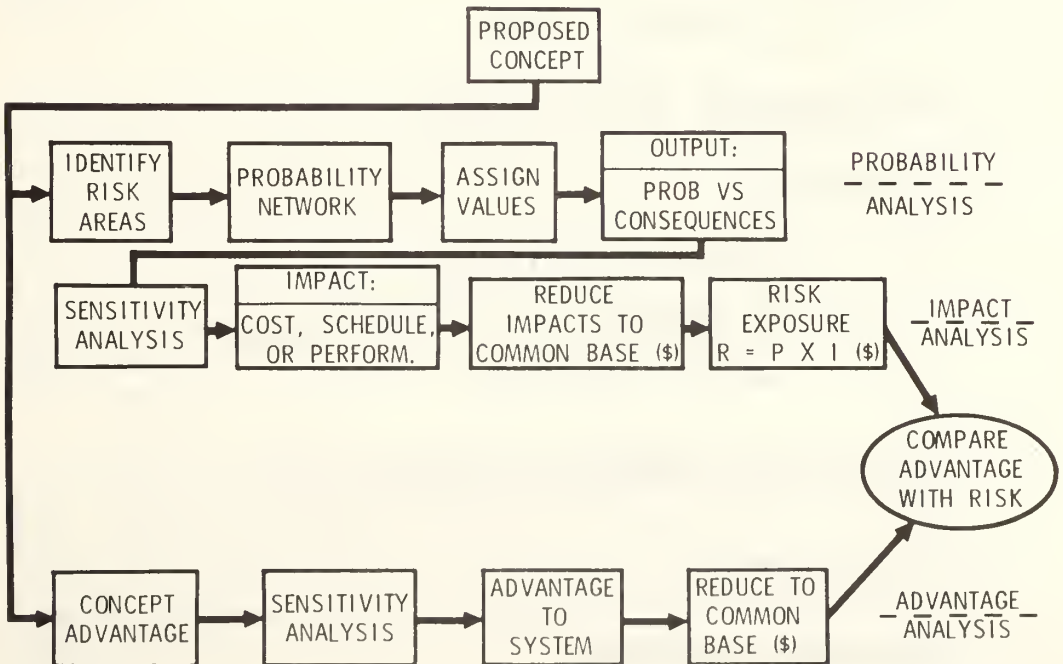 PROPOSED
CONCEPT
IDENTIFY
RISK
AREAS
PROBABILITY
NETWORK
ASSIGN
VALUES
OUTPUT:
PROB VS
CONSEQUENCES
PROBABILITY
ANALYSIS
SENSITIVITY
ANALYSIS
IMPACT:
COST, SCHEDULE,
OR PERFORM.
REDUCE
IMPACTS TO
COMMON BASE ($)
RISK
EXPOSURE
R = P X I ($)
IMPACT
ANALYSIS
COMPARE
ADVANTAGE
WITH RISK
CONCEPT
ADVANTAGE
SENSITIVITY
ANALYSIS
ADVANTAGE
TO
SYSTEM
REDUCE TO
COMMON
BASE ($)
ADVANTAGE
ANALYSIS